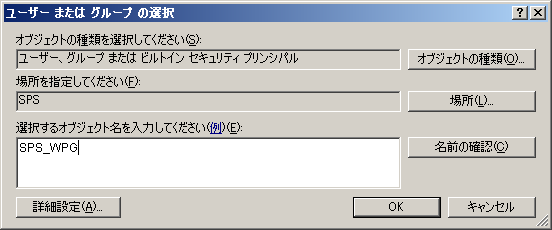 ユーザー または グループ の選択
オブジェクトの種類を選択してください(S):
ユーザー、グループ または ビルトイン セキュリティ プリンシパル
オブジェクトの種類(O)...
場所を指定してください(F):
SPS
場所(L)...
選択するオブジェクト名を入力してください(例)(E):
SPS_WPG
名前の確認(C)
詳細設定(A)...
OK
キャンセル